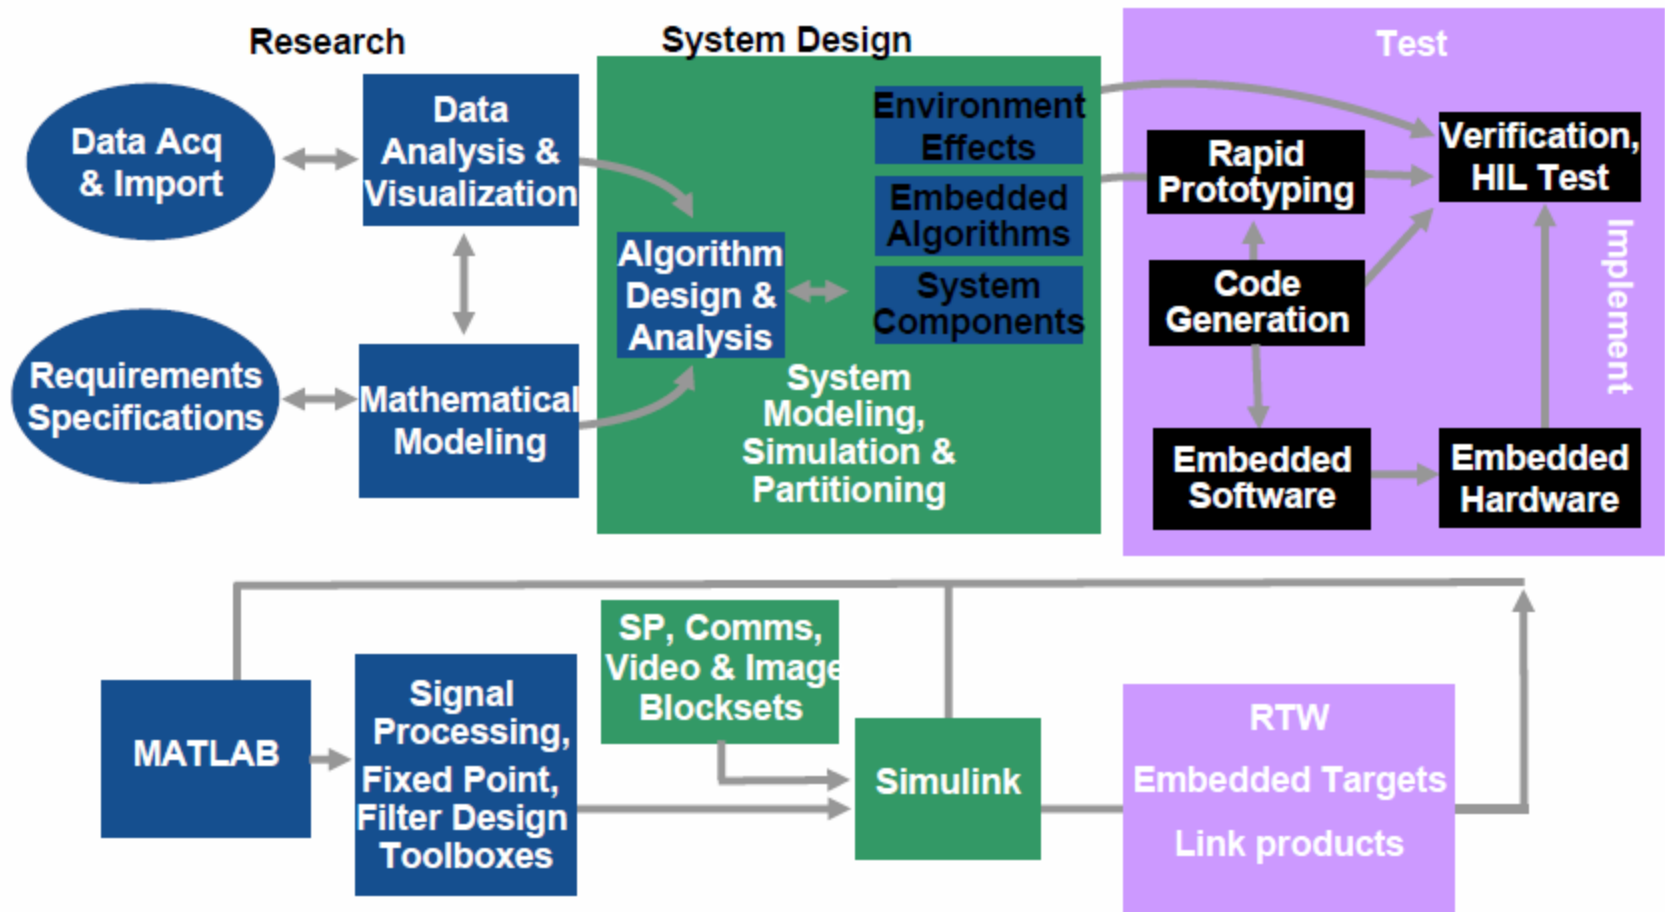 Research
System Design
Test
Data Acq
& Import
Data
Analysis &
Visualization
Requirements
Specifications
Mathematical
Modeling
Algorithm
Design &
Analysis
Environment
Effects
Embedded
Algorithms
System
Components
System
Modeling,
Simulation &
Partitioning
Rapid
Prototyping
Verification,
HIL Test
Code
Generation
Implement
Embedded
Software
Embedded
Hardware
MATLAB
Signal
Processing,
Fixed Point,
Filter Design
Toolboxes
SP, Comms,
Video & Image
Blocksets
Simulink
RTW
Embedded Targets
Link products